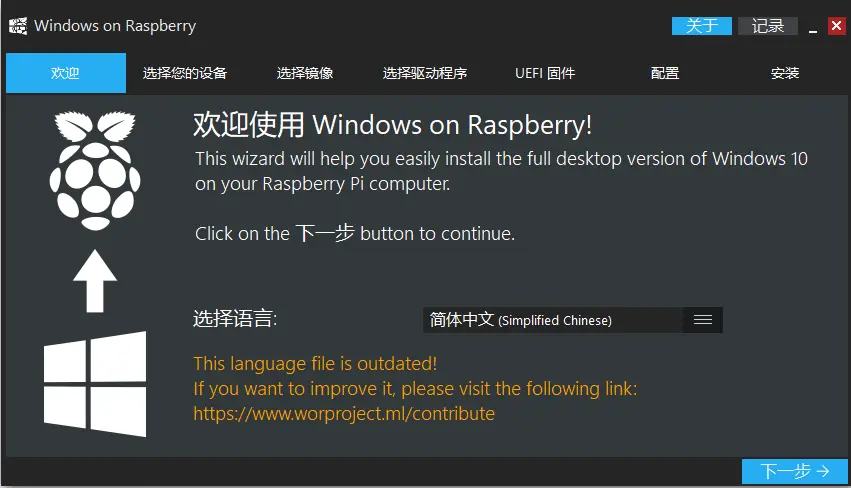 Windows on Raspberry
关于
记录
欢迎
选择您的设备
选择镜像
选择驱动程序
UEFI 固件
配置
安装
欢迎使用 Windows on Raspberry!
This wizard will help you easily install the full desktop version of Windows 10
on your Raspberry Pi computer.
Click on the 下一步 button to continue.
选择语言:
简体中文 (Simplified Chinese)
This language file is outdated!
If you want to improve it, please visit the following link:
https://www.worproject.ml/contribute
下一步 →